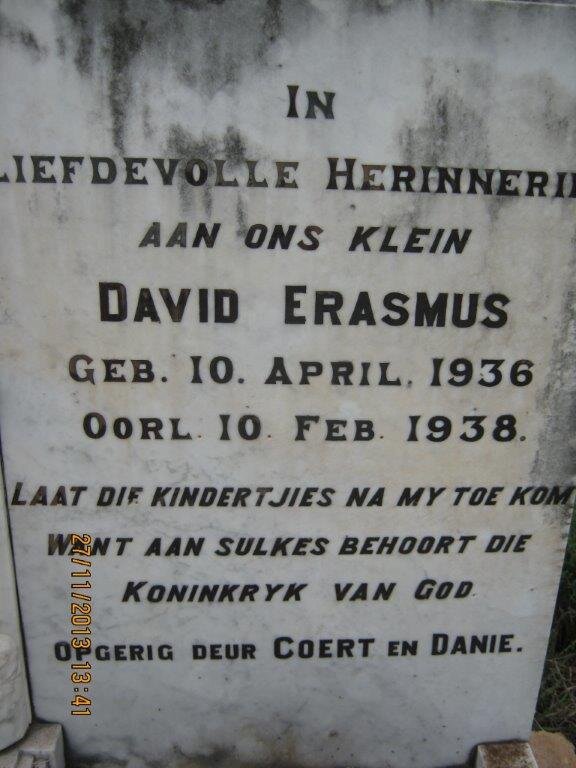 IN
LIEFDEVOLLE HERINNERI
AAN ONS KLEIN
DAVID ERASMUS
GEB. 10. APRIL, 1936
OORL. 10. FEB. 1938.
LAAT DIE KINDERTJIES NA MY TOE KOM
WANT AAN SULKES BEHOORT DIE
KONINKRYK VAN GOD.
OPGERIG DEUR COERT EN DANIE.
27/11/2013 13:41